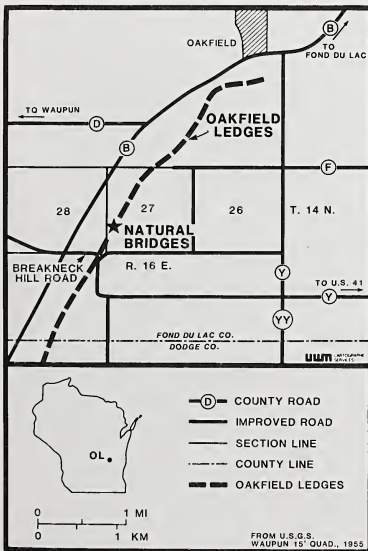 OAKFIELD
B
TO
FOND DU LAC
TO WAUPUN
D
B
OAKFIELD
LEDGES
F
28
27
26
T. 14 N.
NATURAL
BRIDGES
BREAKNECK
HILL ROAD
R. 16 E.
Y
TO U.S. 41
Y
YY
FOND DU LAC CO.
DODGE CO.
uwm CARTOGRAPHIC
SERVICES
OL
D COUNTY ROAD
IMPROVED ROAD
SECTION LINE
COUNTY LINE
OAKFIELD LEDGES
0 1 MI
0 1 KM
FROM U.S.G.S.
WAUPUN 15' QUAD., 1955